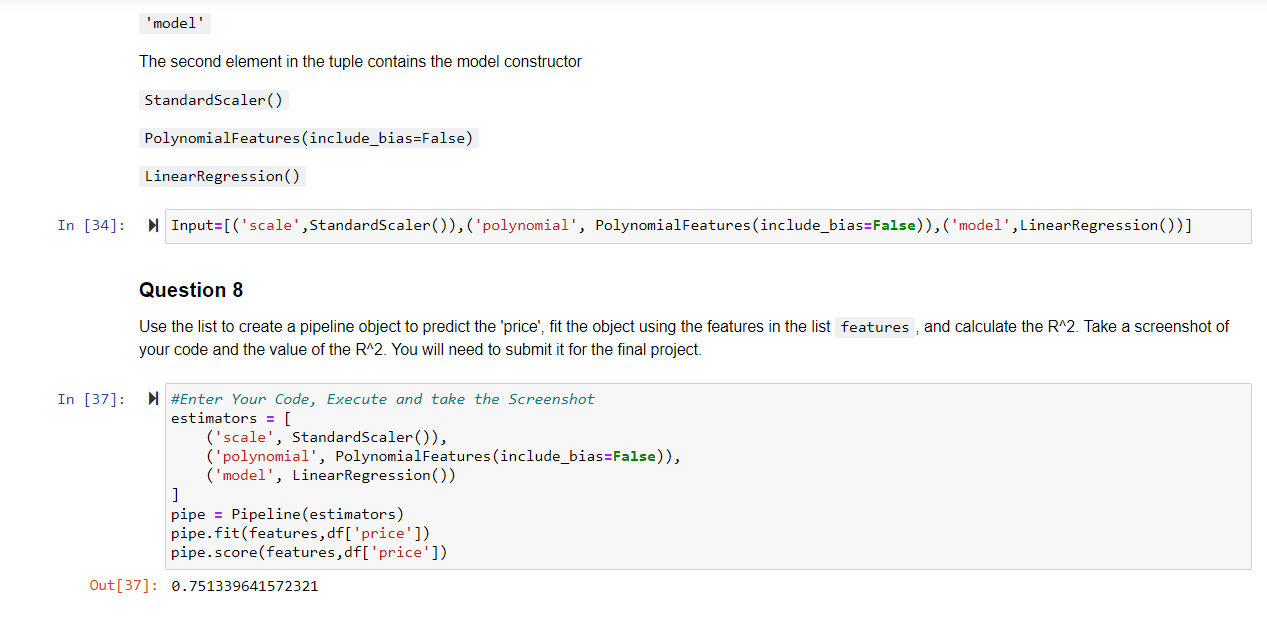 'model'
The second element in the tuple contains the model constructor
StandardScaler()
PolynomialFeatures(include_bias=False)
LinearRegression()
In [34]: Input=[('scale',StandardScaler()),('polynomial', PolynomialFeatures(include_bias=False)),('model',LinearRegression())]
Question 8
Use the list to create a pipeline object to predict the 'price', fit the object using the features in the list features , and calculate the R^2. Take a screenshot of
your code and the value of the R^2. You will need to submit it for the final project.
In [37]: #Enter Your Code, Execute and take the Screenshot
estimators = [
    ('scale', StandardScaler()),
    ('polynomial', PolynomialFeatures(include_bias=False)),
    ('model', LinearRegression())
]
pipe = Pipeline(estimators)
pipe.fit(features,df['price'])
pipe.score(features,df['price'])
Out[37]: 0.751339641572321